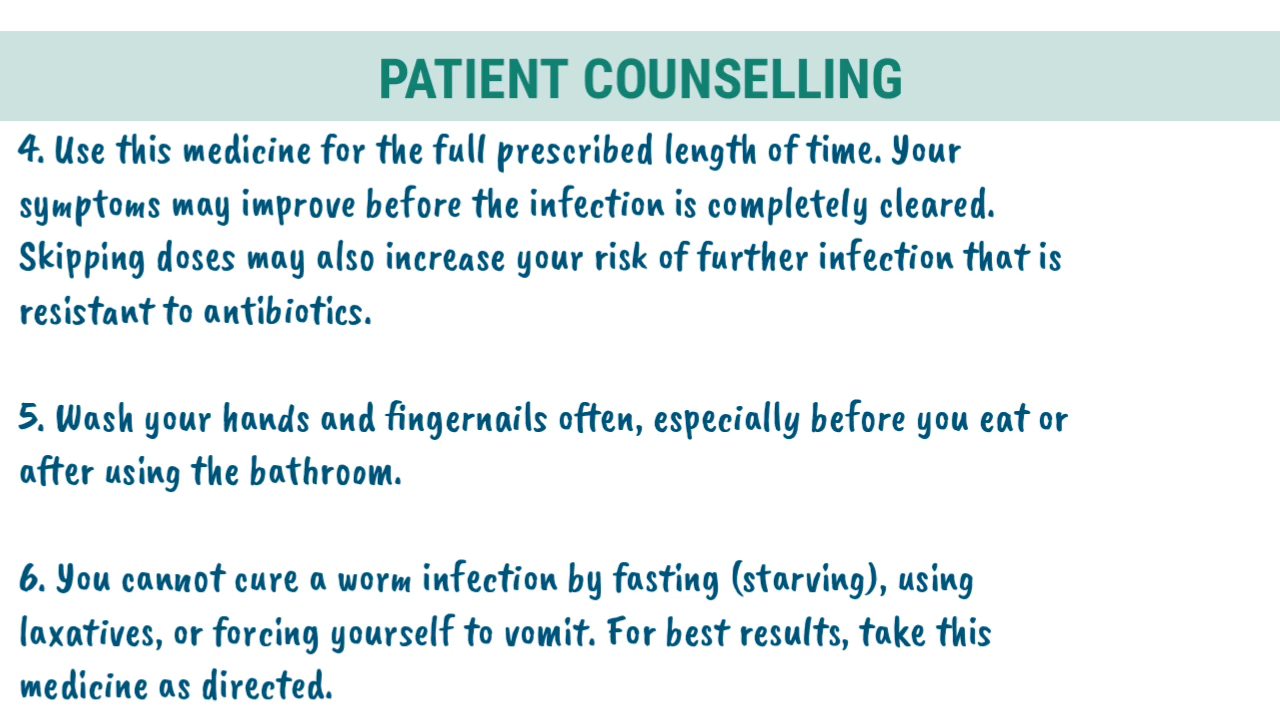 PATIENT COUNSELLING
4. Use this medicine for the full prescribed length of time. Your
symptoms may improve before the infection is completely cleared.
Skipping doses may also increase your risk of further infection that is
resistant to antibiotics.
5. Wash your hands and fingernails often, especially before you eat or
after using the bathroom.
6. You cannot cure a worm infection by fasting (starving), using
laxatives, or forcing yourself to vomit. For best results, take this
medicine as directed.